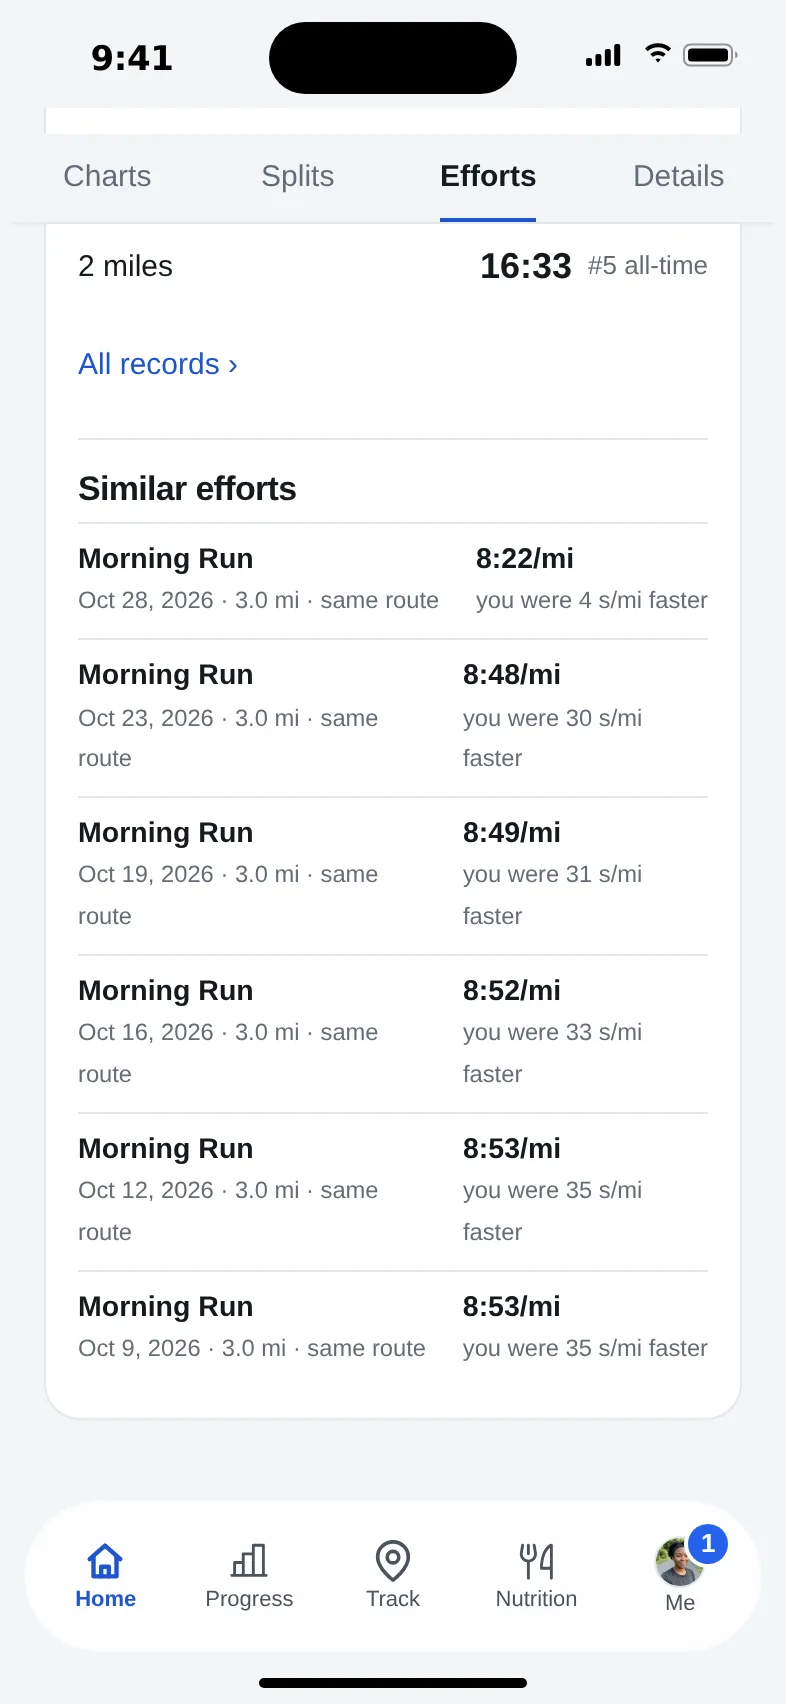 9:41
Charts Splits Efforts Details
2 miles 16:33 #5 all-time
All records ›
Similar efforts
Morning Run 8:22/mi
Oct 28, 2026 · 3.0 mi · same route you were 4 s/mi faster
Morning Run 8:48/mi
Oct 23, 2026 · 3.0 mi · same you were 30 s/mi
route faster
Morning Run 8:49/mi
Oct 19, 2026 · 3.0 mi · same you were 31 s/mi
route faster
Morning Run 8:52/mi
Oct 16, 2026 · 3.0 mi · same you were 33 s/mi
route faster
Morning Run 8:53/mi
Oct 12, 2026 · 3.0 mi · same you were 35 s/mi
route faster
Morning Run 8:53/mi
Oct 9, 2026 · 3.0 mi · same route you were 35 s/mi faster
1
Home Progress Track Nutrition Me